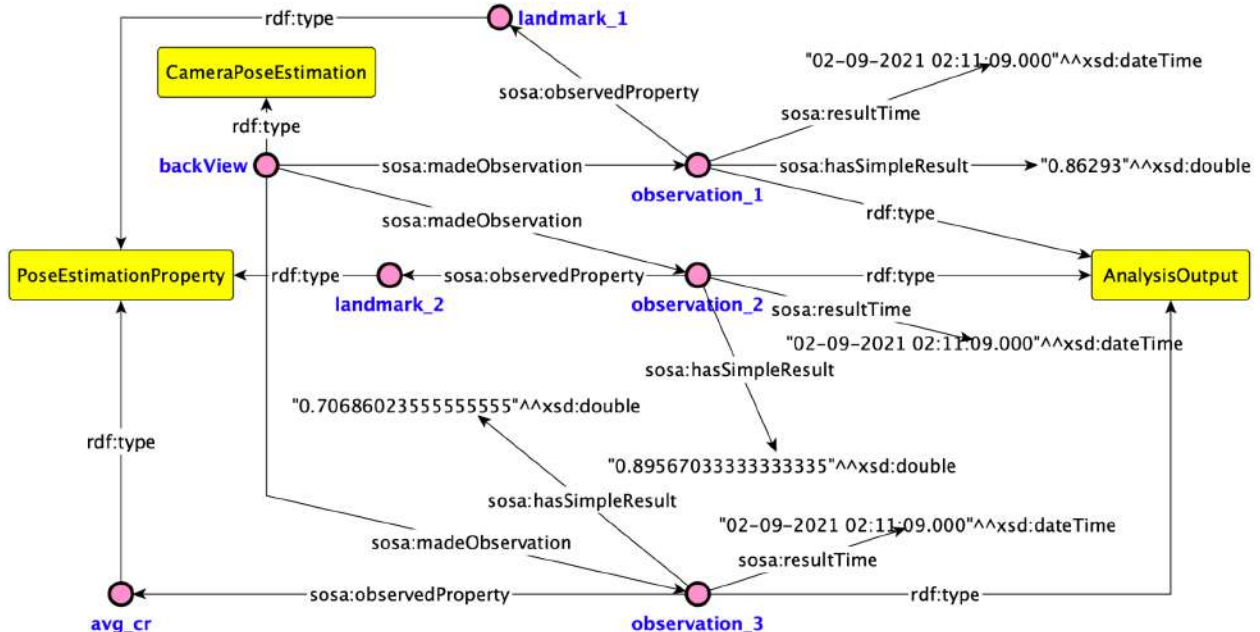 rdf:type
landmark_1
CameraPoseEstimation
"02-09-2021 02:11:09.000"^^xsd:dateTime
sosa:observedProperty
sosa:resultTime
rdf:type
backView
sosa:madeObservation
sosa:hasSimpleResult
"0.86293"^^xsd:double
observation_1
rdf:type
sosa:madeObservation
PoseEstimationProperty
rdf:type
sosa:observedProperty
rdf:type
AnalysisOutput
landmark_2
observation_2
sosa:resultTime
"02-09-2021 02:11:09.000"^^xsd:dateTime
sosa:hasSimpleResult
"0.70686023555555555"^^xsd:double
rdf:type
"0.89567033333333335"^^xsd:double
sosa:hasSimpleResult
"02-09-2021 02:11:09.000"^^xsd:dateTime
sosa:madeObservation
sosa:resultTime
sosa:observedProperty
rdf:type
avg_cr
observation_3